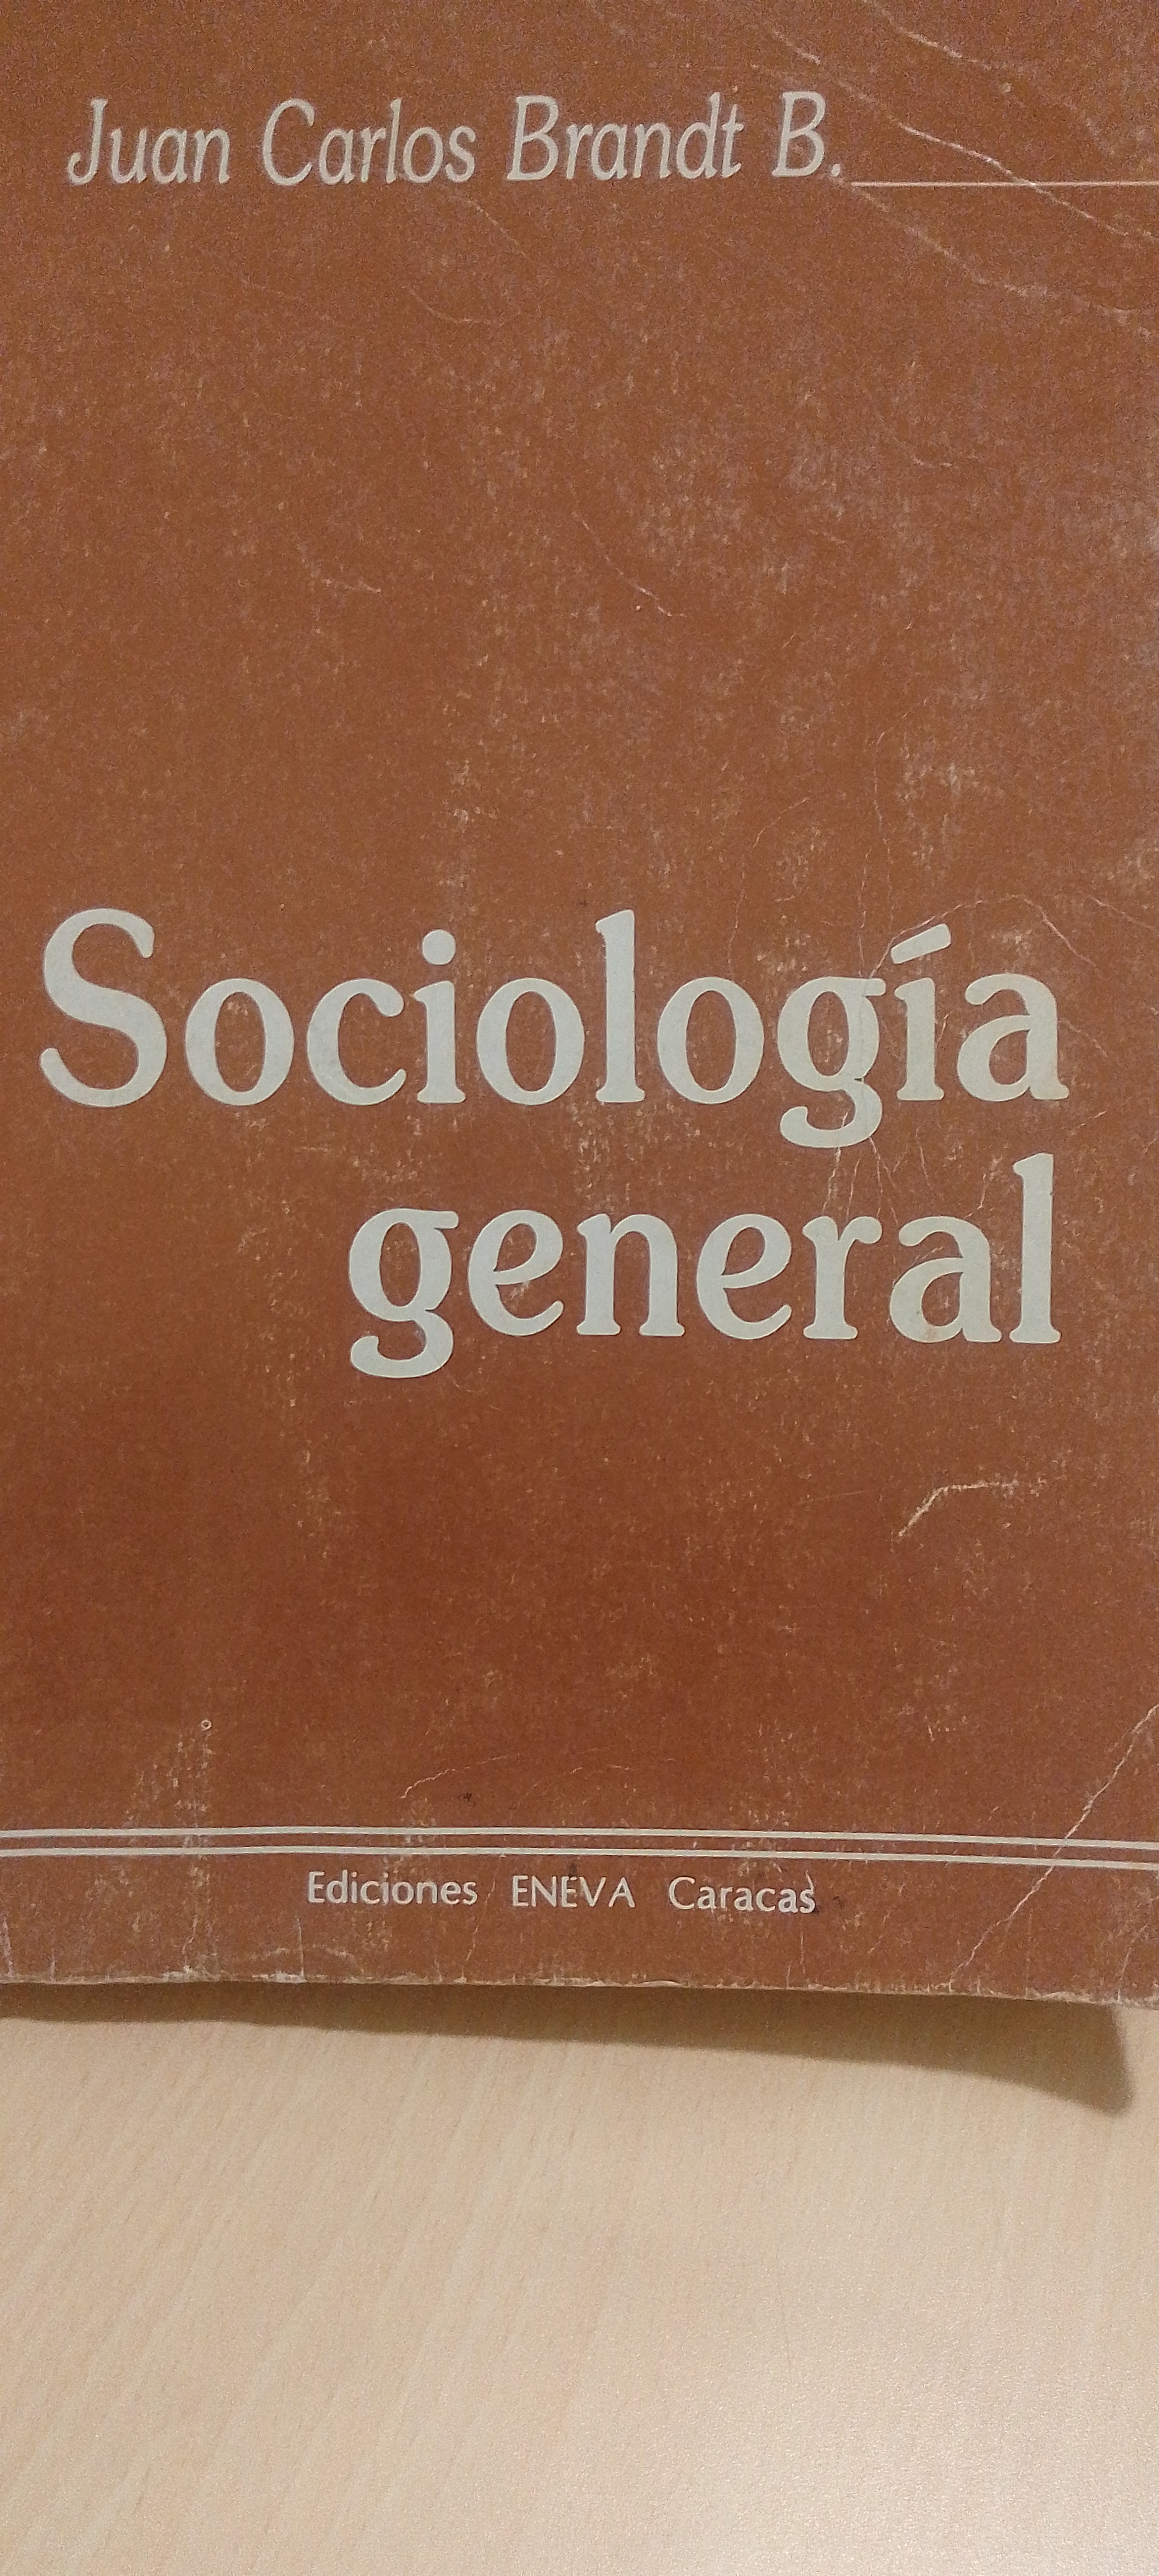 Juan Carlos Brandt B.
Sociología
general
Ediciones ENEVA Caracas